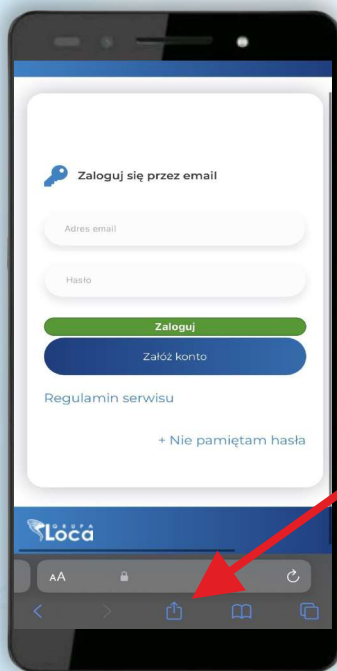 Zaloguj się przez email
Adres email
Hasło
Zaloguj
Załóż konto
Regulamin serwisu
+ Nie pamiętam hasła
GRUPA
Loca
AA